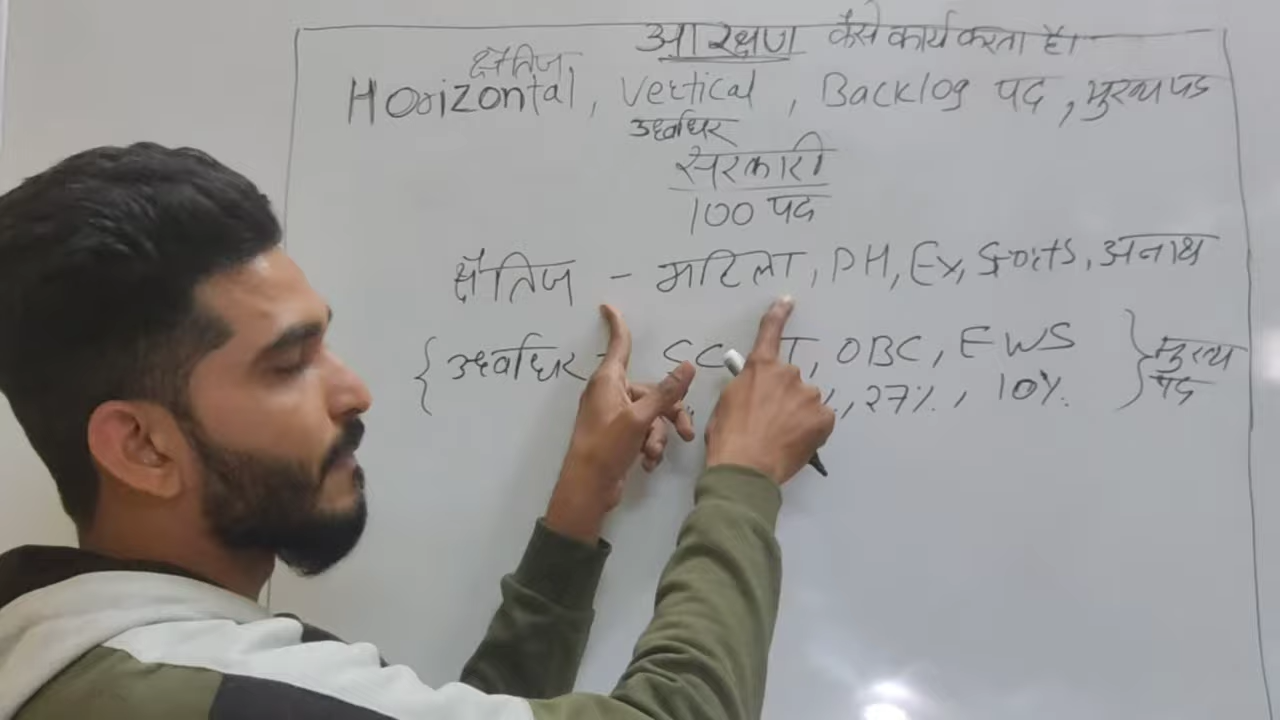 आरक्षण कैसे कार्य करता है।
क्षैतिज
Horizontal, Vertical, Backlog पद, मुख्य पद
उर्ध्वाधर
सरकारी
100 पद
क्षैतिज - महिला, PH, Ex, Sports, अनाथ
{ उर्ध्वाधर - SC, OBC, EWS } मुख्य
27%, 10% पद